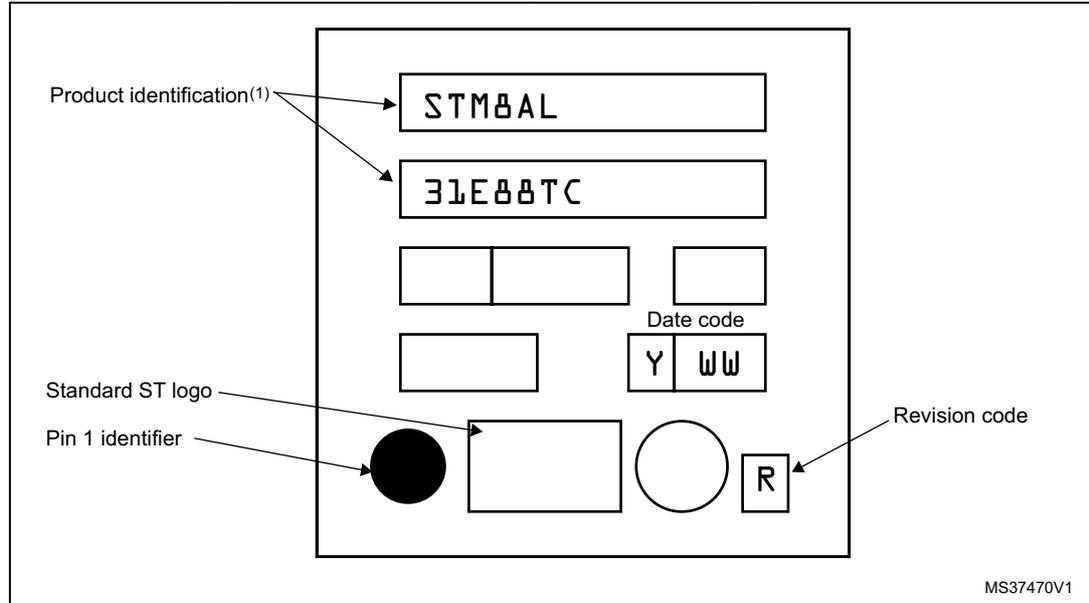 Product identification(1)
STM8AL
31E88TC
Date code
Y WW
Standard ST logo
Pin 1 identifier
Revision code
R
MS37470V1